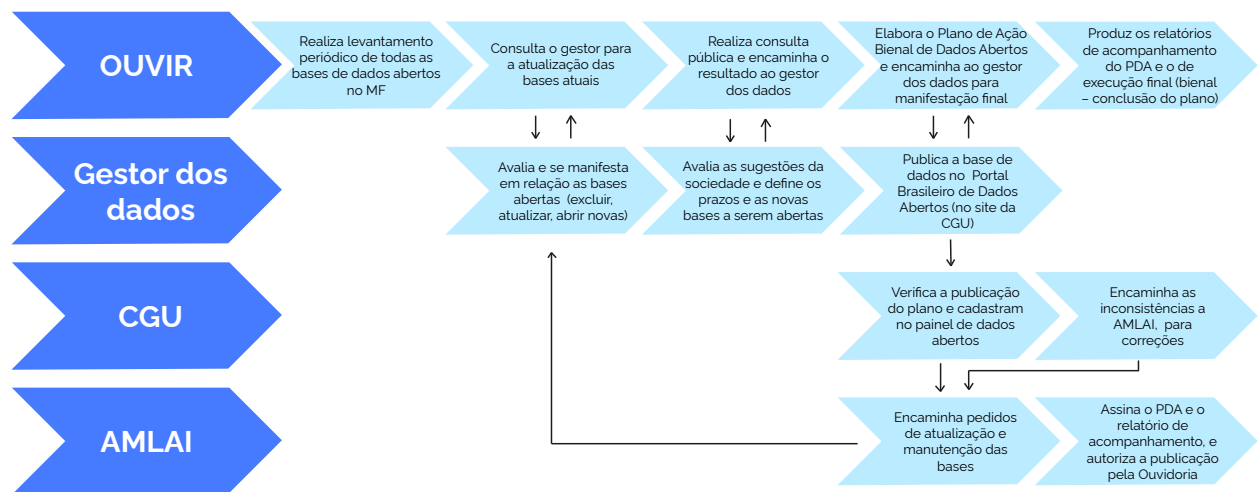 OUVIR
Realiza levantamento
periódico de todas as
bases de dados abertos
no MF
Consulta o gestor para
a atualização das
bases atuais
Realiza consulta
pública e encaminha o
resultado ao gestor
dos dados
Elabora o Plano de Ação
Bienal de Dados Abertos
e encaminha ao gestor
dos dados para
manifestação final
Produz os relatórios
de acompanhamento
do PDA e o de
execução final (bienal
– conclusão do plano)
Gestor dos
dados
Avalia e se manifesta
em relação as bases
abertas (excluir,
atualizar, abrir novas)
Avalia as sugestões da
sociedade e define os
prazos e as novas
bases a serem abertas
Publica a base de
dados no Portal
Brasileiro de Dados
Abertos (no site da
CGU)
CGU
Verifica a publicação
do plano e cadastram
no painel de dados
abertos
Encaminha as
inconsistências a
AMLAI, para
correções
AMLAI
Encaminha pedidos
de atualização e
manutenção das
bases
Assina o PDA e o
relatório de
acompanhamento, e
autoriza a publicação
pela Ouvidoria